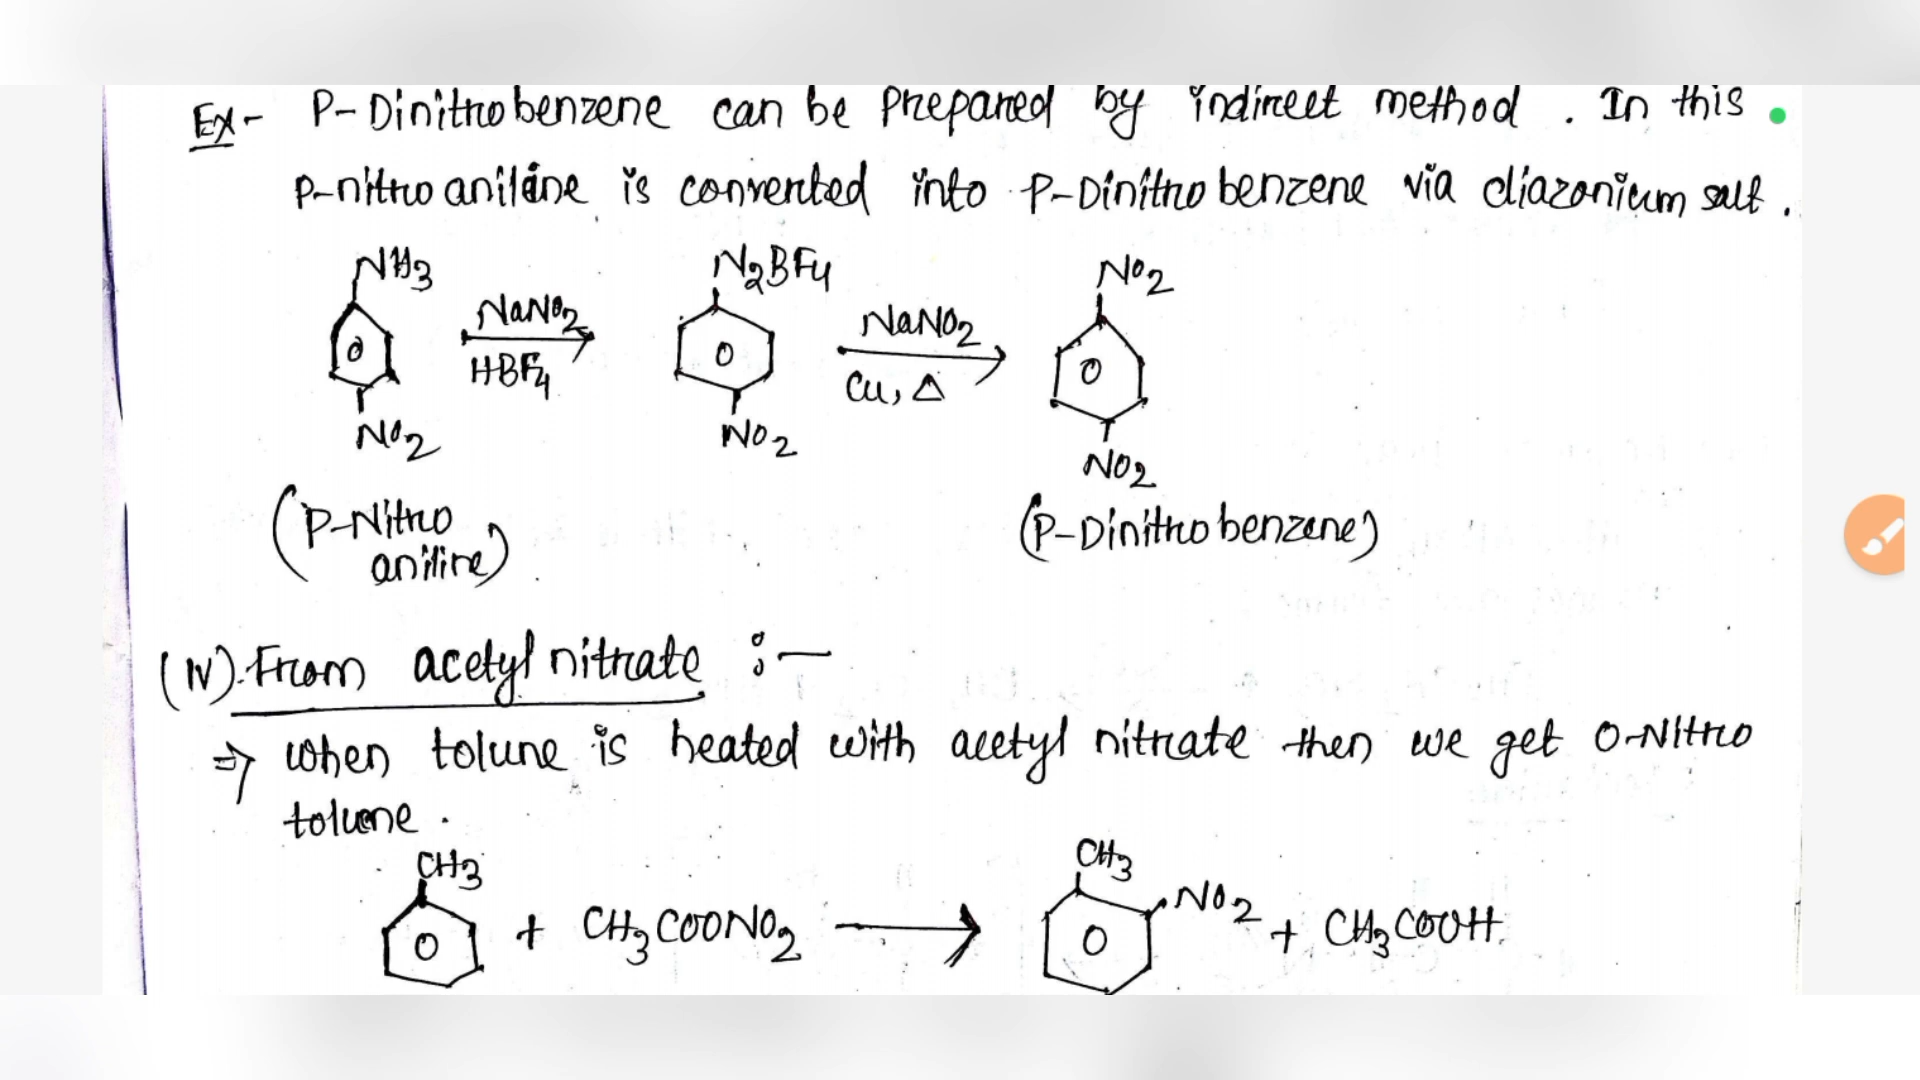 Ex- P-Dinitrobenzene can be Prepared by indirect method. In this
P-nitro aniline is converted into P-Dinitro benzene via diazonium salt.
NH3 N2BF4 NO2
NaNO2 NaNO2
HBF4 Cu, Δ
NO2 NO2 NO2
(P-Nitro aniline) (P-Dinitro benzene)
(IV). From acetyl nitrate :-
⇒ when tolune is heated with acetyl nitrate then we get O-Nitro
tolune.
CH3 CH3
+ CH3COONO2 → NO2 + CH3COOH